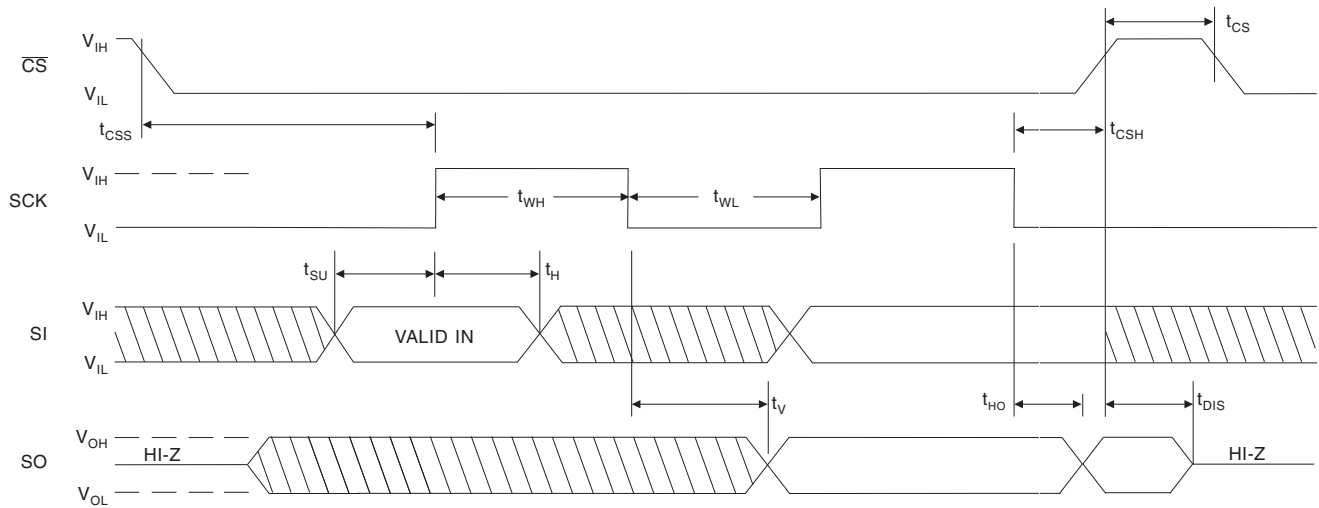 V_IH
t_CS
CS
V_IL
t_CSS
t_CSH
V_IH
SCK
t_WH
t_WL
V_IL
t_SU
t_H
V_IH
SI
VALID IN
V_IL
t_V
t_HO
t_DIS
V_OH
SO
HI-Z
HI-Z
V_OL